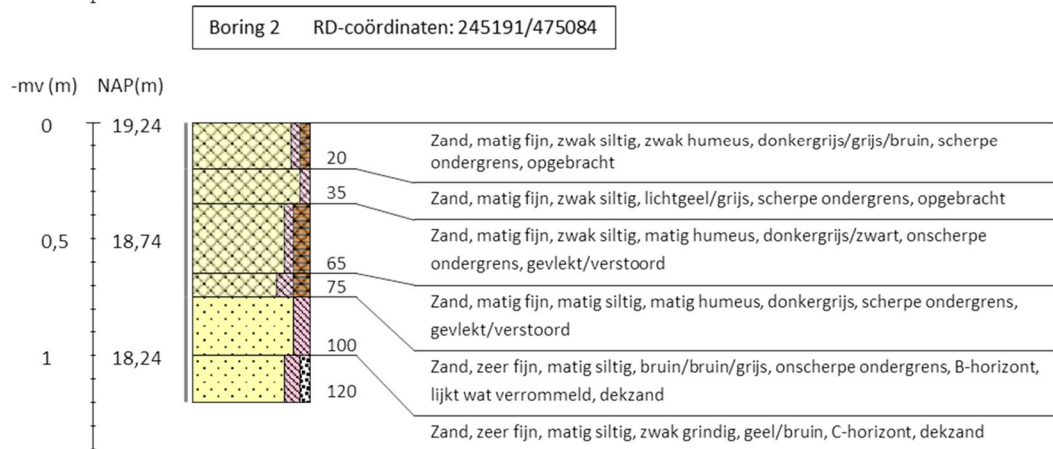 Boring 2 RD-coördinaten: 245191/475084
-mv (m) NAP(m)
0 19,24
Zand, matig fijn, zwak siltig, zwak humeus, donkergrijs/grijs/bruin, scherpe
ondergrens, opgebracht
20
Zand, matig fijn, zwak siltig, lichtgeel/grijs, scherpe ondergrens, opgebracht
35
Zand, matig fijn, zwak siltig, matig humeus, donkergrijs/zwart, onscherpe
ondergrens, gevlekt/verstoord
0,5 18,74
65
Zand, matig fijn, matig siltig, matig humeus, donkergrijs, scherpe ondergrens,
gevlekt/verstoord
75
Zand, zeer fijn, matig siltig, bruin/bruin/grijs, onscherpe ondergrens, B-horizont,
lijkt wat verrommeld, dekzand
100
1 18,24
Zand, zeer fijn, matig siltig, zwak grindig, geel/bruin, C-horizont, dekzand
120